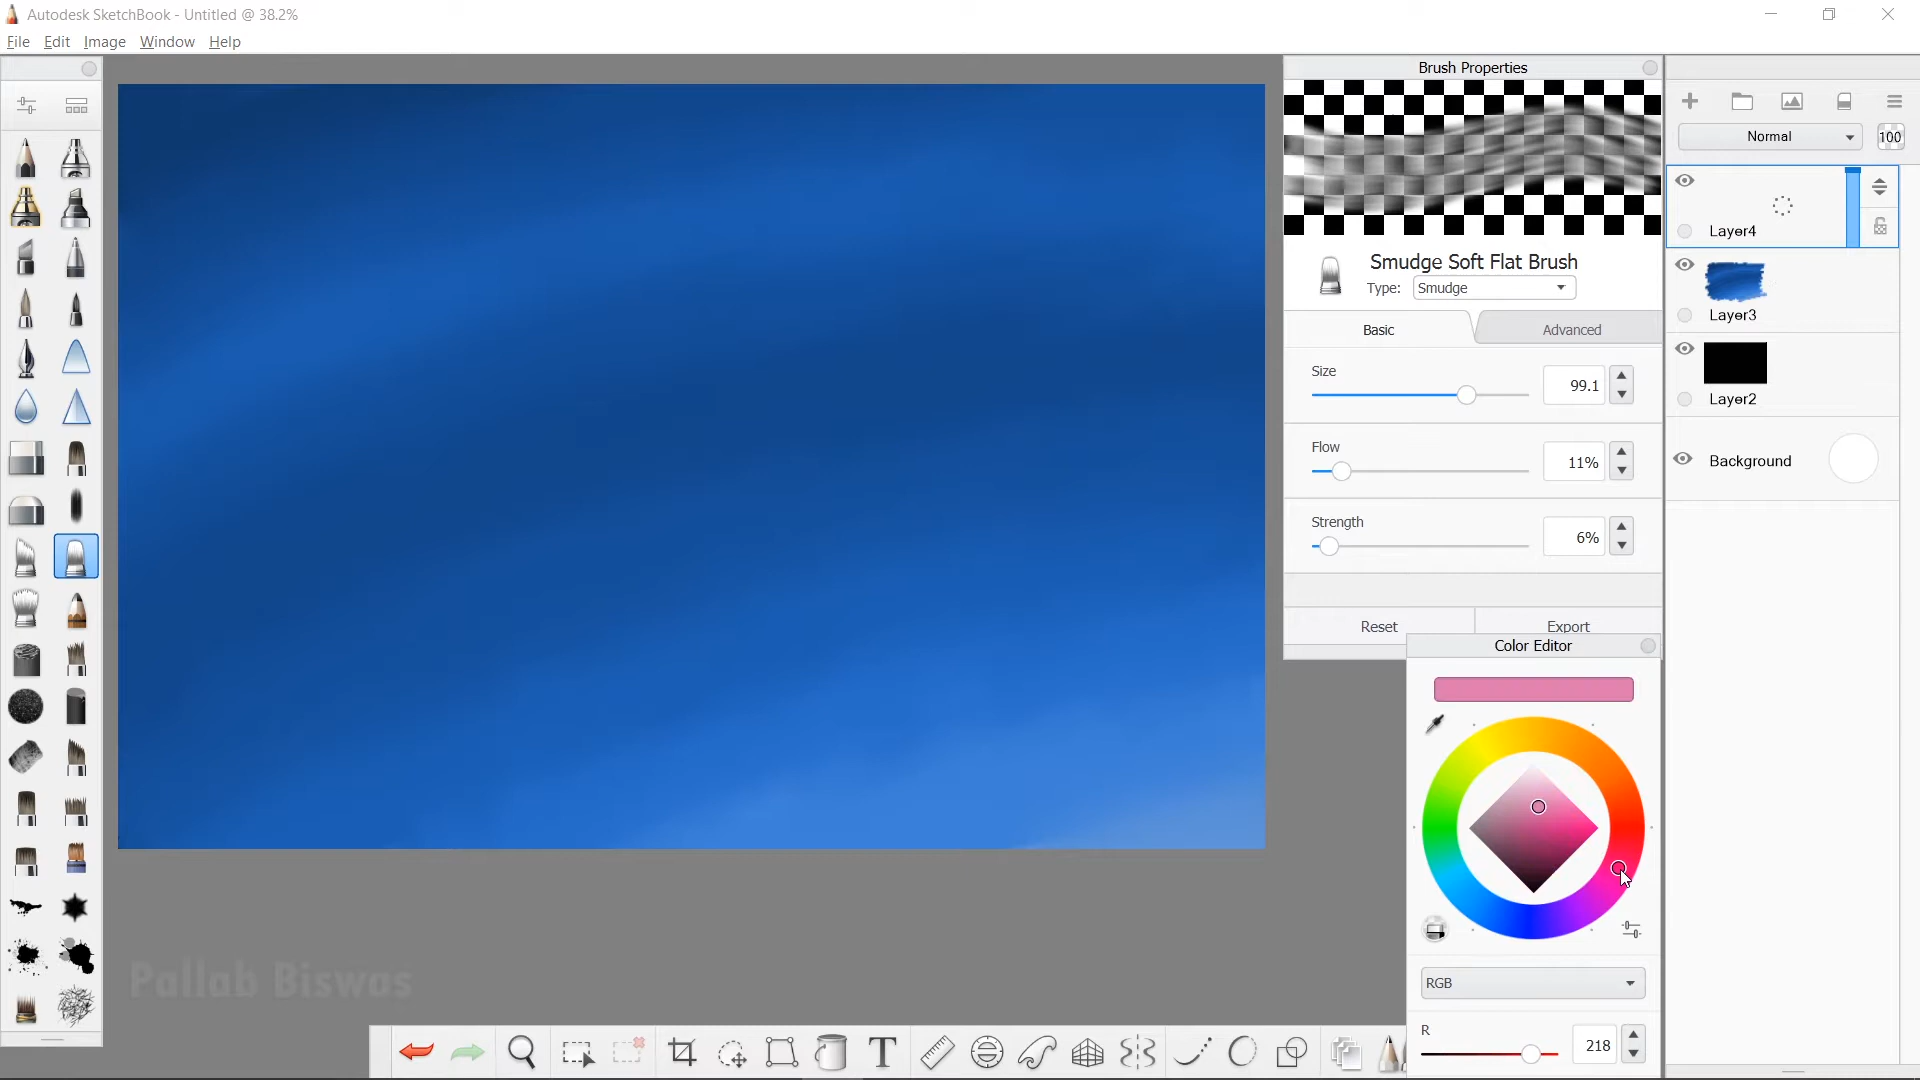 Autodesk SketchBook - Untitled @ 38.2%
File Edit Image Window Help
Brush Properties
Smudge Soft Flat Brush
Type: Smudge
Basic Advanced
Size
99.1
Flow
11%
Strength
6%
Reset Export
Color Editor
RGB
R
218
Normal 100
Layer4
Layer3
Layer2
Background
Pallab Biswas
T